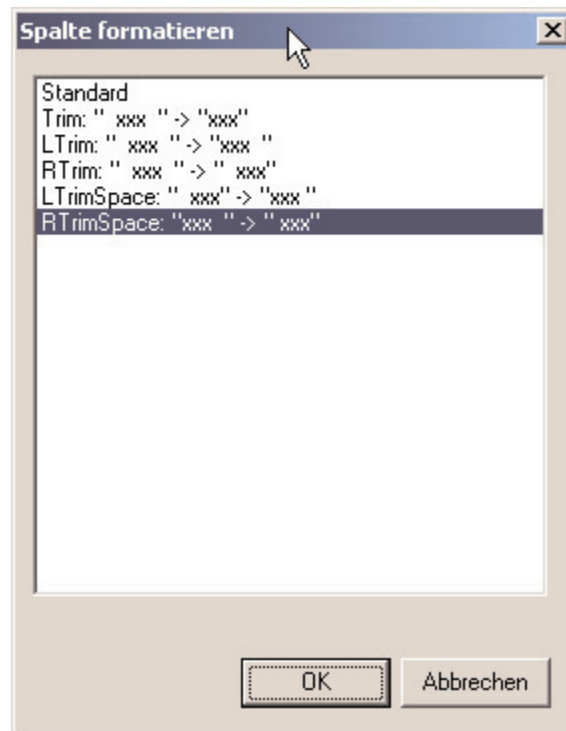 Spalte formatieren
Standard
Trim: "  xxx  " -> "xxx"
LTrim: "  xxx  " -> "xxx  "
RTrim: "  xxx  " -> "  xxx"
LTrimSpace: "  xxx" -> "xxx "
RTrimSpace: "xxx  " -> " xxx"
OK
Abbrechen